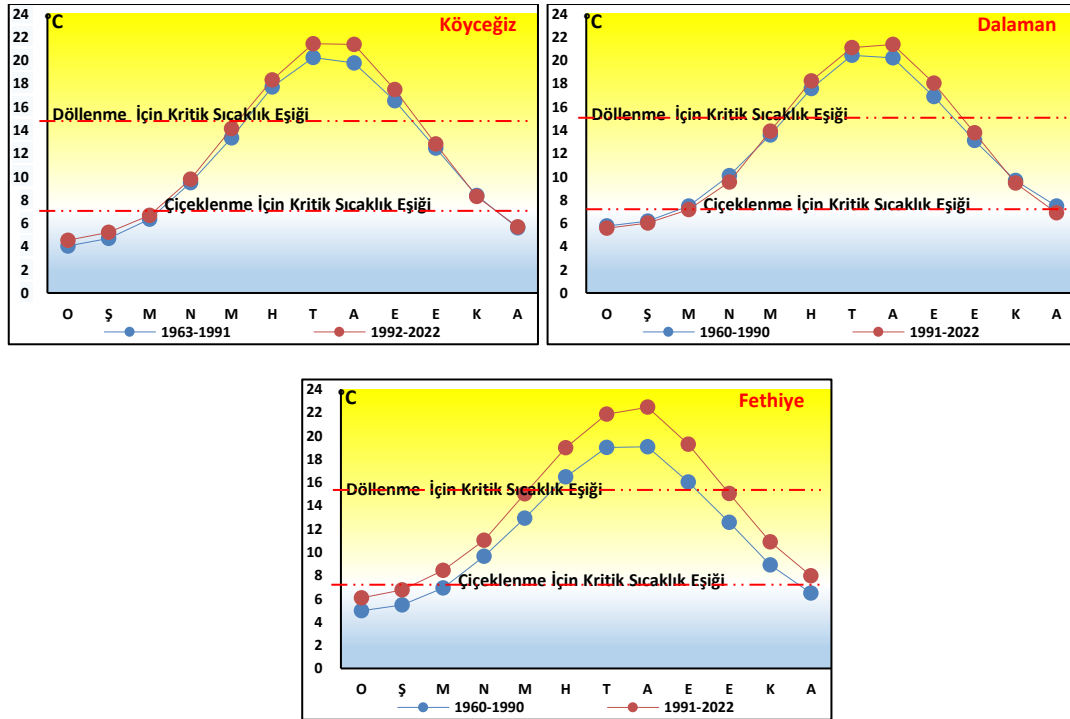 24
22
20
18
16
14
12
10
8
6
4
2
0
°C
Köyceğiz
Döllenme İçin Kritik Sıcaklık Eşiği
Çiçeklenme İçin Kritik Sıcaklık Eşiği
O Ş M N M H T A E E K A
1963-1991 1992-2022
24
22
20
18
16
14
12
10
8
6
4
2
0
°C
Dalaman
Döllenme İçin Kritik Sıcaklık Eşiği
Çiçeklenme İçin Kritik Sıcaklık Eşiği
O Ş M N M H T A E E K A
1960-1990 1991-2022
24
22
20
18
16
14
12
10
8
6
4
2
0
°C
Fethiye
Döllenme İçin Kritik Sıcaklık Eşiği
Çiçeklenme İçin Kritik Sıcaklık Eşiği
O Ş M N M H T A E E K A
1960-1990 1991-2022